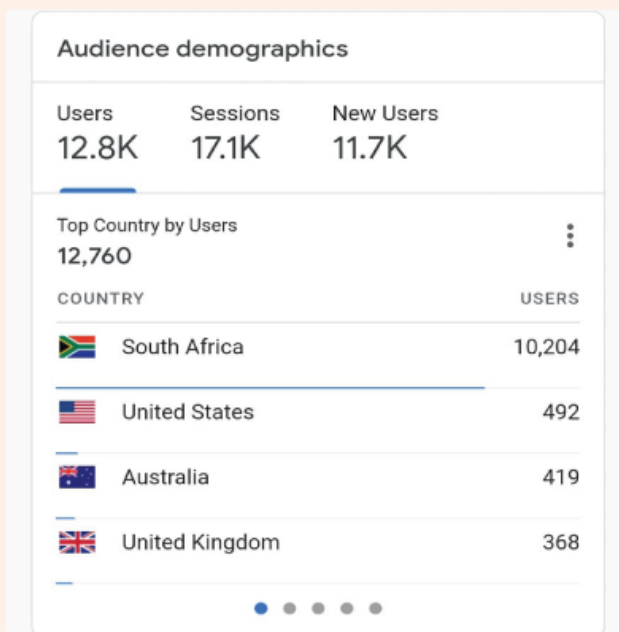 Audience demographics
Users Sessions New Users
12.8K 17.1K 11.7K
Top Country by Users
12,760
COUNTRY USERS
South Africa 10,204
United States 492
Australia 419
United Kingdom 368